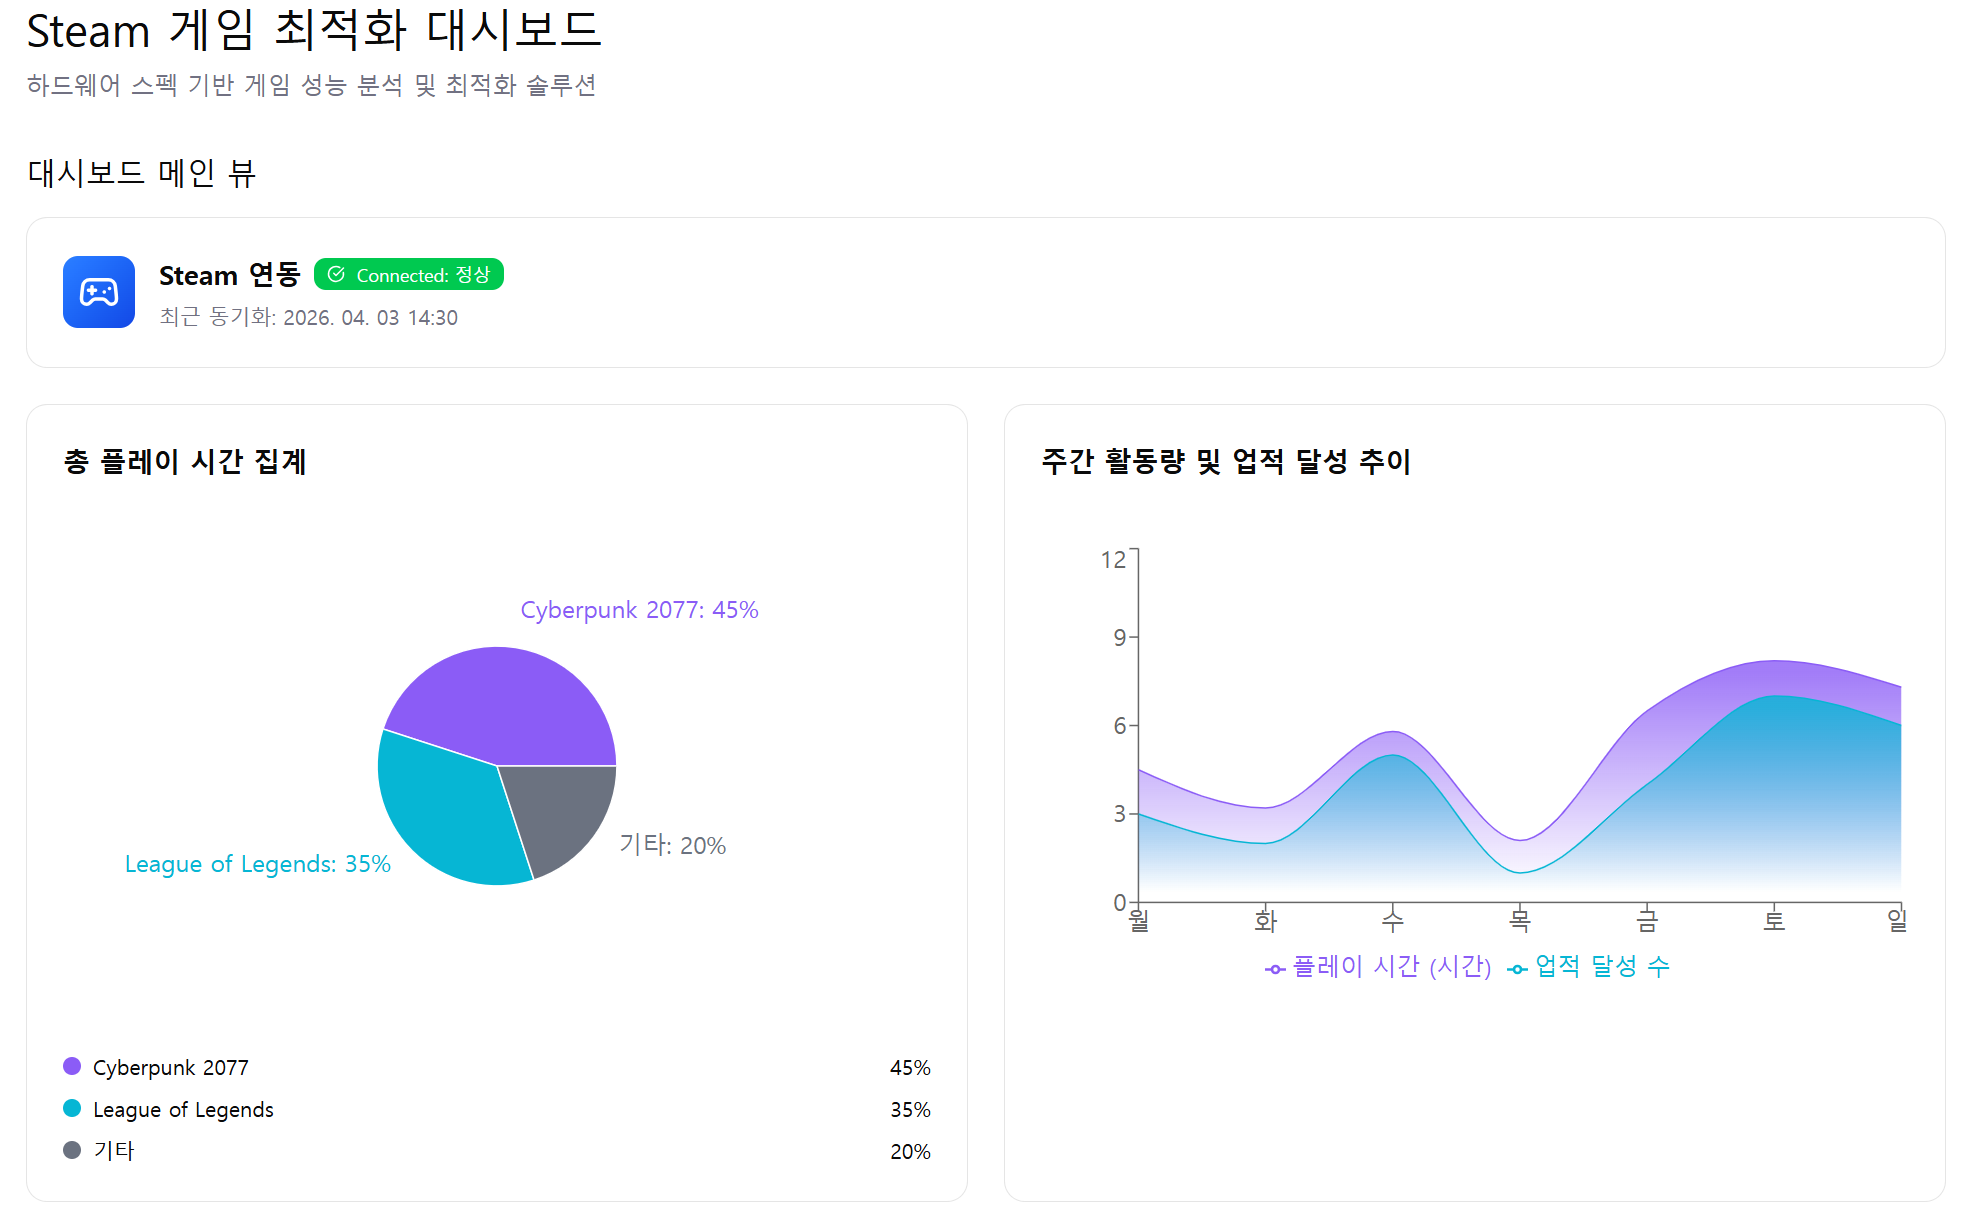 Steam 게임 최적화 대시보드
하드웨어 스펙 기반 게임 성능 분석 및 최적화 솔루션
대시보드 메인 뷰
Steam 연동
Connected: 정상
최근 동기화: 2026. 04. 03 14:30
총 플레이 시간 집계
Cyberpunk 2077: 45%
League of Legends: 35%
기타: 20%
Cyberpunk 2077 45%
League of Legends 35%
기타 20%
주간 활동량 및 업적 달성 추이
12
9
6
3
0
월 화 수 목 금 토 일
플레이 시간 (시간) 업적 달성 수